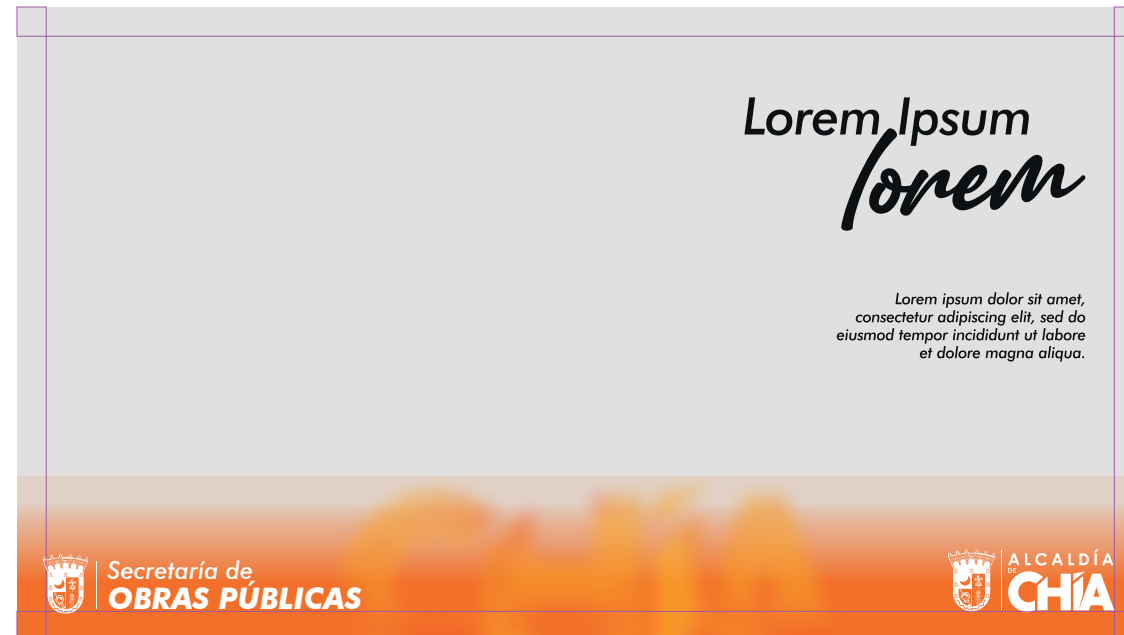 Lorem Ipsum
lorem
Lorem ipsum dolor sit amet,
consectetur adipiscing elit, sed do
eiusmod tempor incididunt ut labore
et dolore magna aliqua.
CHÍA
Secretaría de
OBRAS PÚBLICAS
ALCALDÍA
DE
CHÍA